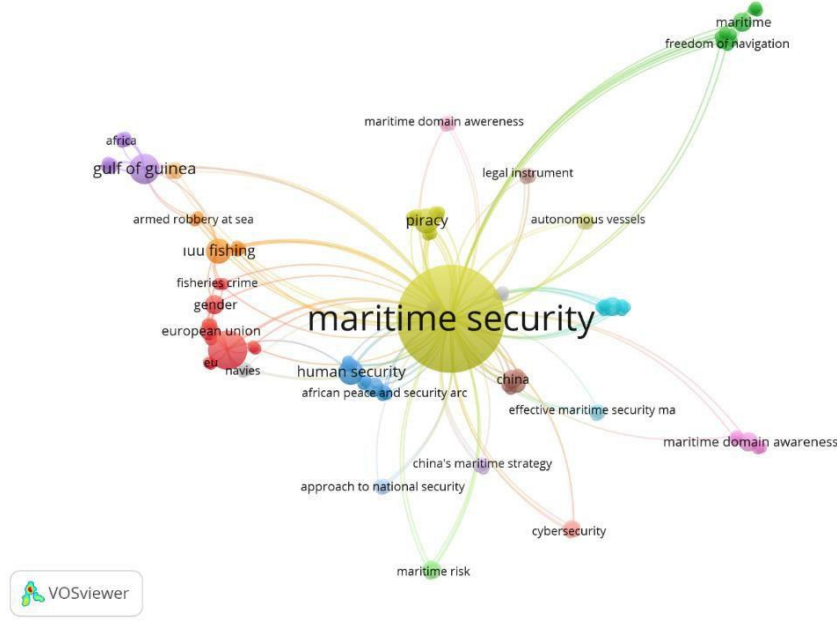 maritime
freedom of navigation
maritime domain awereness
africa
gulf of guinea
legal instrument
armed robbery at sea
piracy
autonomous vessels
ıuu fishing
fisheries crime
gender
maritime security
european union
eu
navies
human security
china
african peace and security arc
effective maritime security ma
maritime domain awareness
china's maritime strategy
approach to national security
cybersecurity
maritime risk
VOSviewer